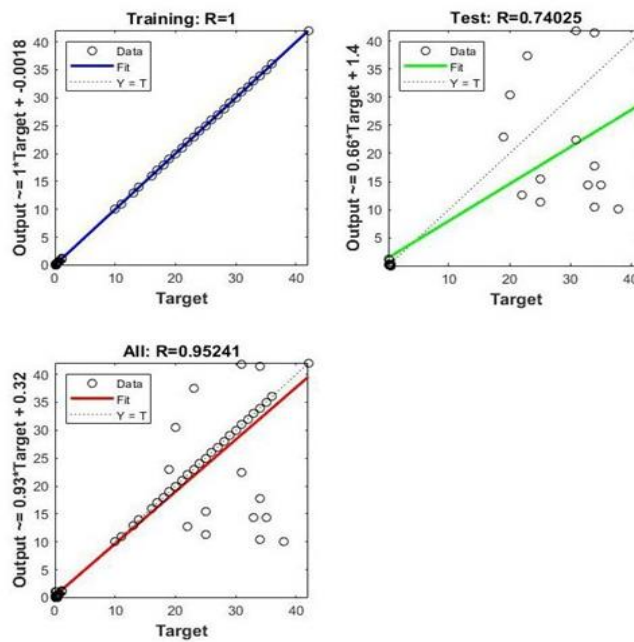 Training: R=1
Output ~= 1*Target + -0.0018
Data
Fit
Y = T
40
35
30
25
20
15
10
5
0
0 10 20 30 40
Target
Test: R=0.74025
Output ~= 0.66*Target + 1.4
Data
Fit
Y = T
40
35
30
25
20
15
10
5
10 20 30 40
Target
All: R=0.95241
Output ~= 0.93*Target + 0.32
Data
Fit
Y = T
40
35
30
25
20
15
10
5
0
0 10 20 30 40
Target